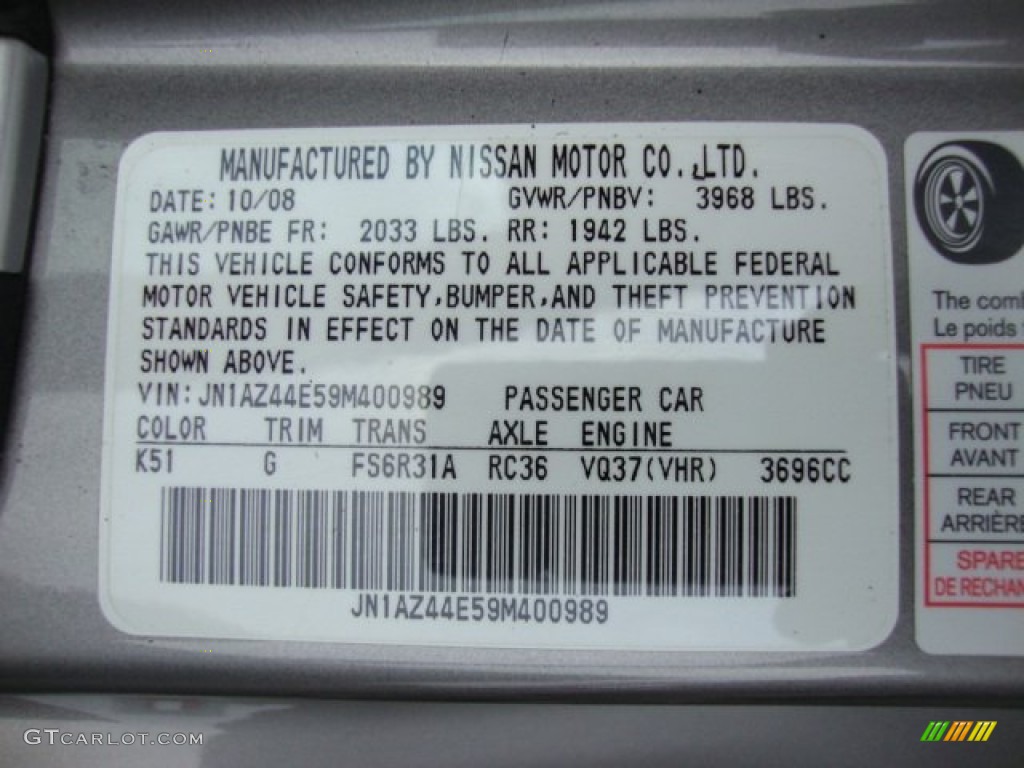 MANUFACTURED BY NISSAN MOTOR CO.,LTD.
DATE: 10/08 GVWR/PNBV: 3968 LBS.
GAWR/PNBE FR: 2033 LBS. RR: 1942 LBS.
THIS VEHICLE CONFORMS TO ALL APPLICABLE FEDERAL
MOTOR VEHICLE SAFETY,BUMPER,AND THEFT PREVENTION
STANDARDS IN EFFECT ON THE DATE OF MANUFACTURE
SHOWN ABOVE.
VIN:JN1AZ44E59M400989 PASSENGER CAR
COLOR TRIM TRANS AXLE ENGINE
K51 G FS6R31A RC36 VQ37(VHR) 3696CC
JN1AZ44E59M400989
The
Le poids
TIRE
PNEU
FRONT
AVANT
REAR
ARRIÈRE
SPARE
DE
GTCARLOT.COM